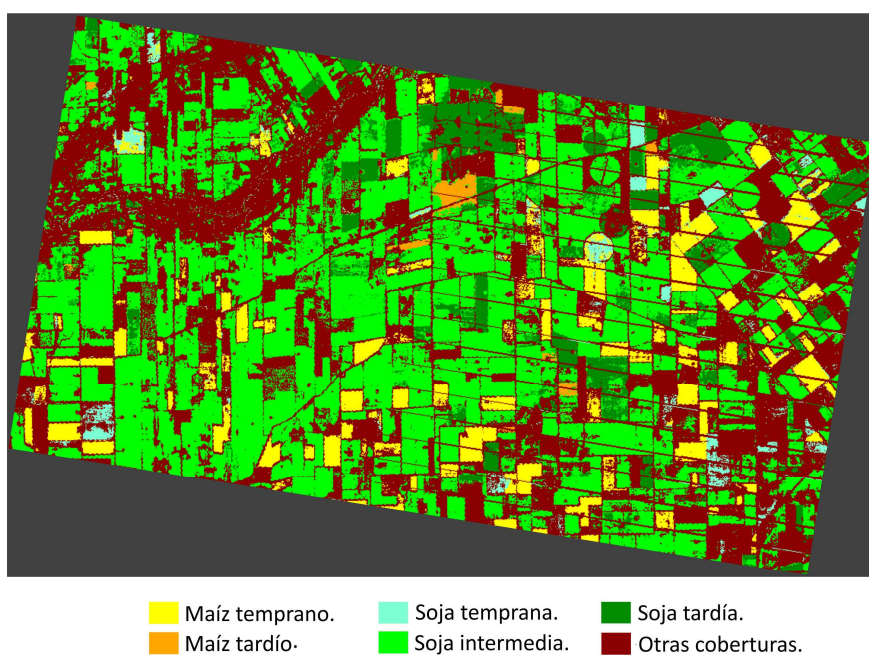 Maíz temprano. Soja temprana. Soja tardía.
Maíz tardío. Soja intermedia. Otras coberturas.